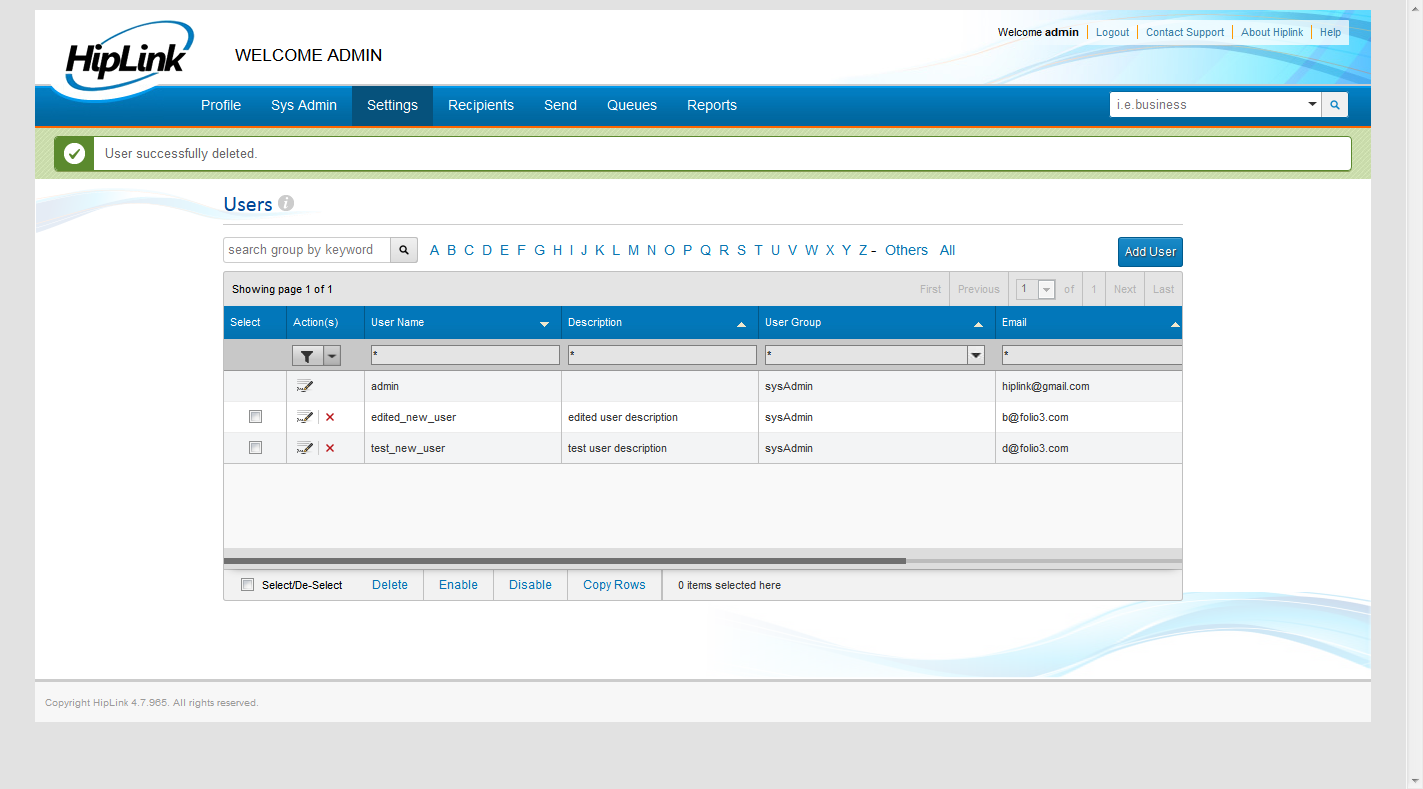 Welcome admin Logout Contact Support About Hiplink Help
HipLink
WELCOME ADMIN
Profile Sys Admin Settings Recipients Send Queues Reports i.e.business
User successfully deleted.
Users i
search group by keyword A B C D E F G H I J K L M N O P Q R S T U V W X Y Z - Others All Add User
Showing page 1 of 1 First Previous 1 of 1 Next Last
Select Action(s) User Name Description User Group Email
* * * *
admin sysAdmin hiplink@gmail.com
edited_new_user edited user description sysAdmin b@folio3.com
test_new_user test user description sysAdmin d@folio3.com
Select/De-Select Delete Enable Disable Copy Rows 0 items selected here
Copyright HipLink 4.7.965. All rights reserved.